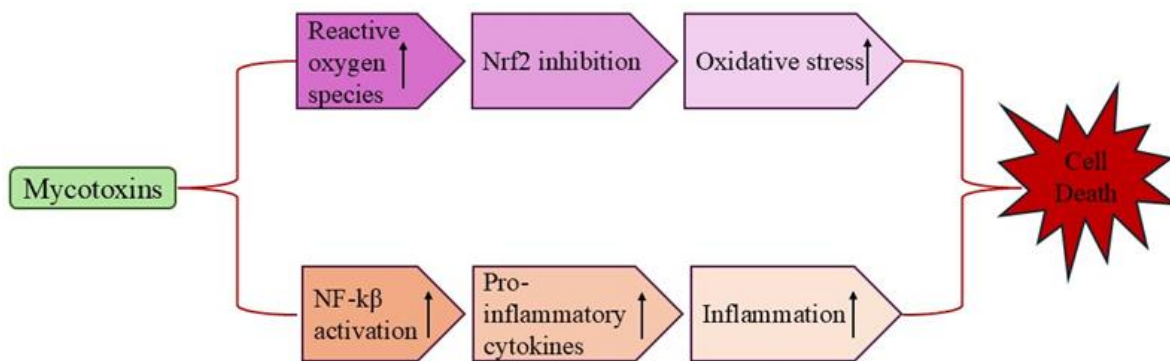 Reactive
oxygen
species
Nrf2 inhibition
Oxidative stress
Mycotoxins
Cell
Death
NF-kβ
activation
Pro-
inflammatory
cytokines
Inflammation